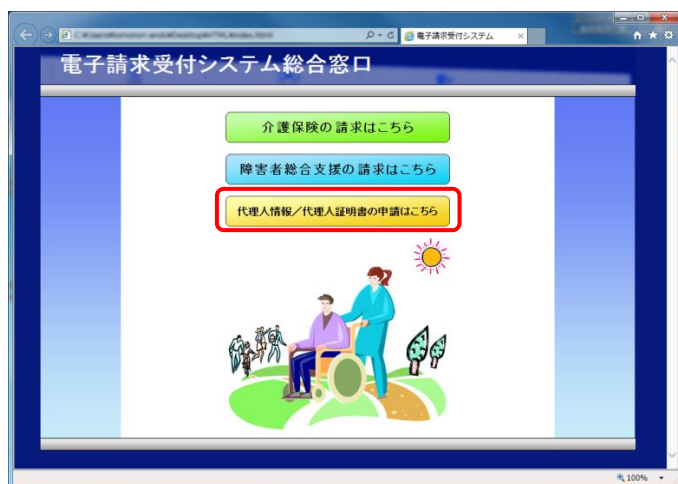 電子請求受付システム
電子請求受付システム総合窓口
介護保険の請求はこちら
障害者総合支援の請求はこちら
代理人情報／代理人証明書の申請はこちら
100%